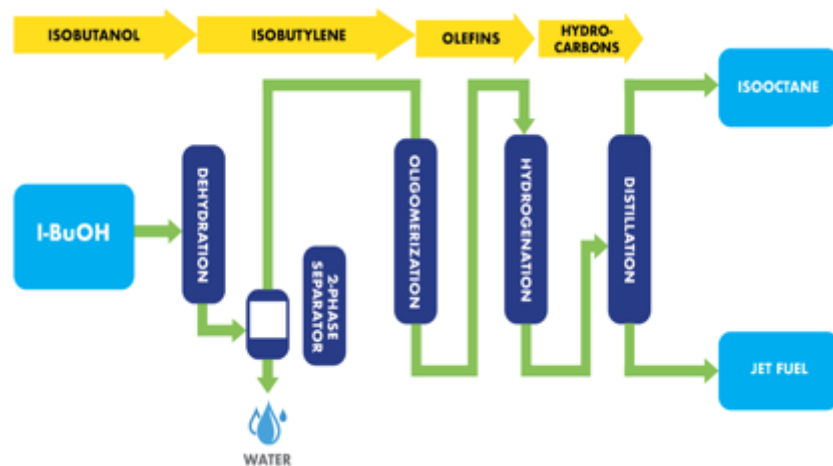 ISOBUTANOL
ISOBUTYLENE
OLEFINS
HYDRO-
CARBONS
ISOOCTANE
I-BuOH
DEHYDRATION
2-PHASE
SEPARATOR
OLIGOMERIZATION
HYDROGENATION
DISTILLATION
JET FUEL
WATER